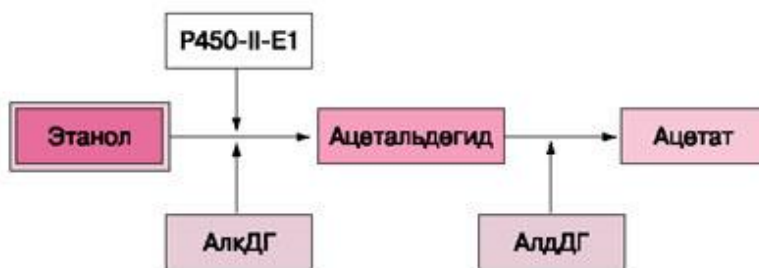 P450-II-E1
Этанол
Ацетальдегид
Ацетат
АлкДГ
АлдДГ